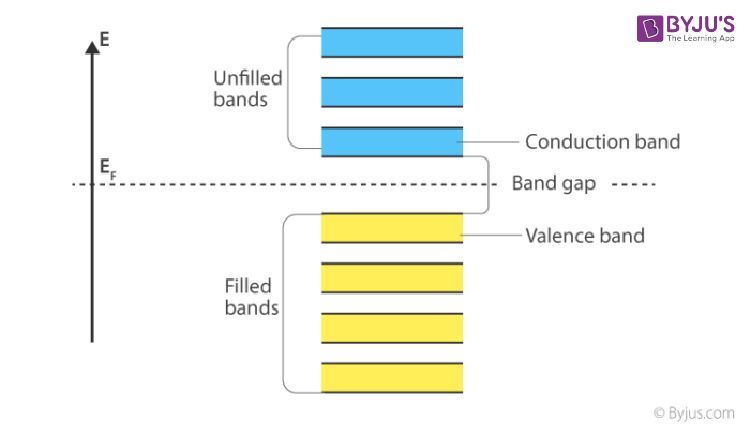 BYJU'S
The Learning App
E
Unfilled
bands
Conduction band
E_F
Band gap
Valence band
Filled
bands
© Byjus.com